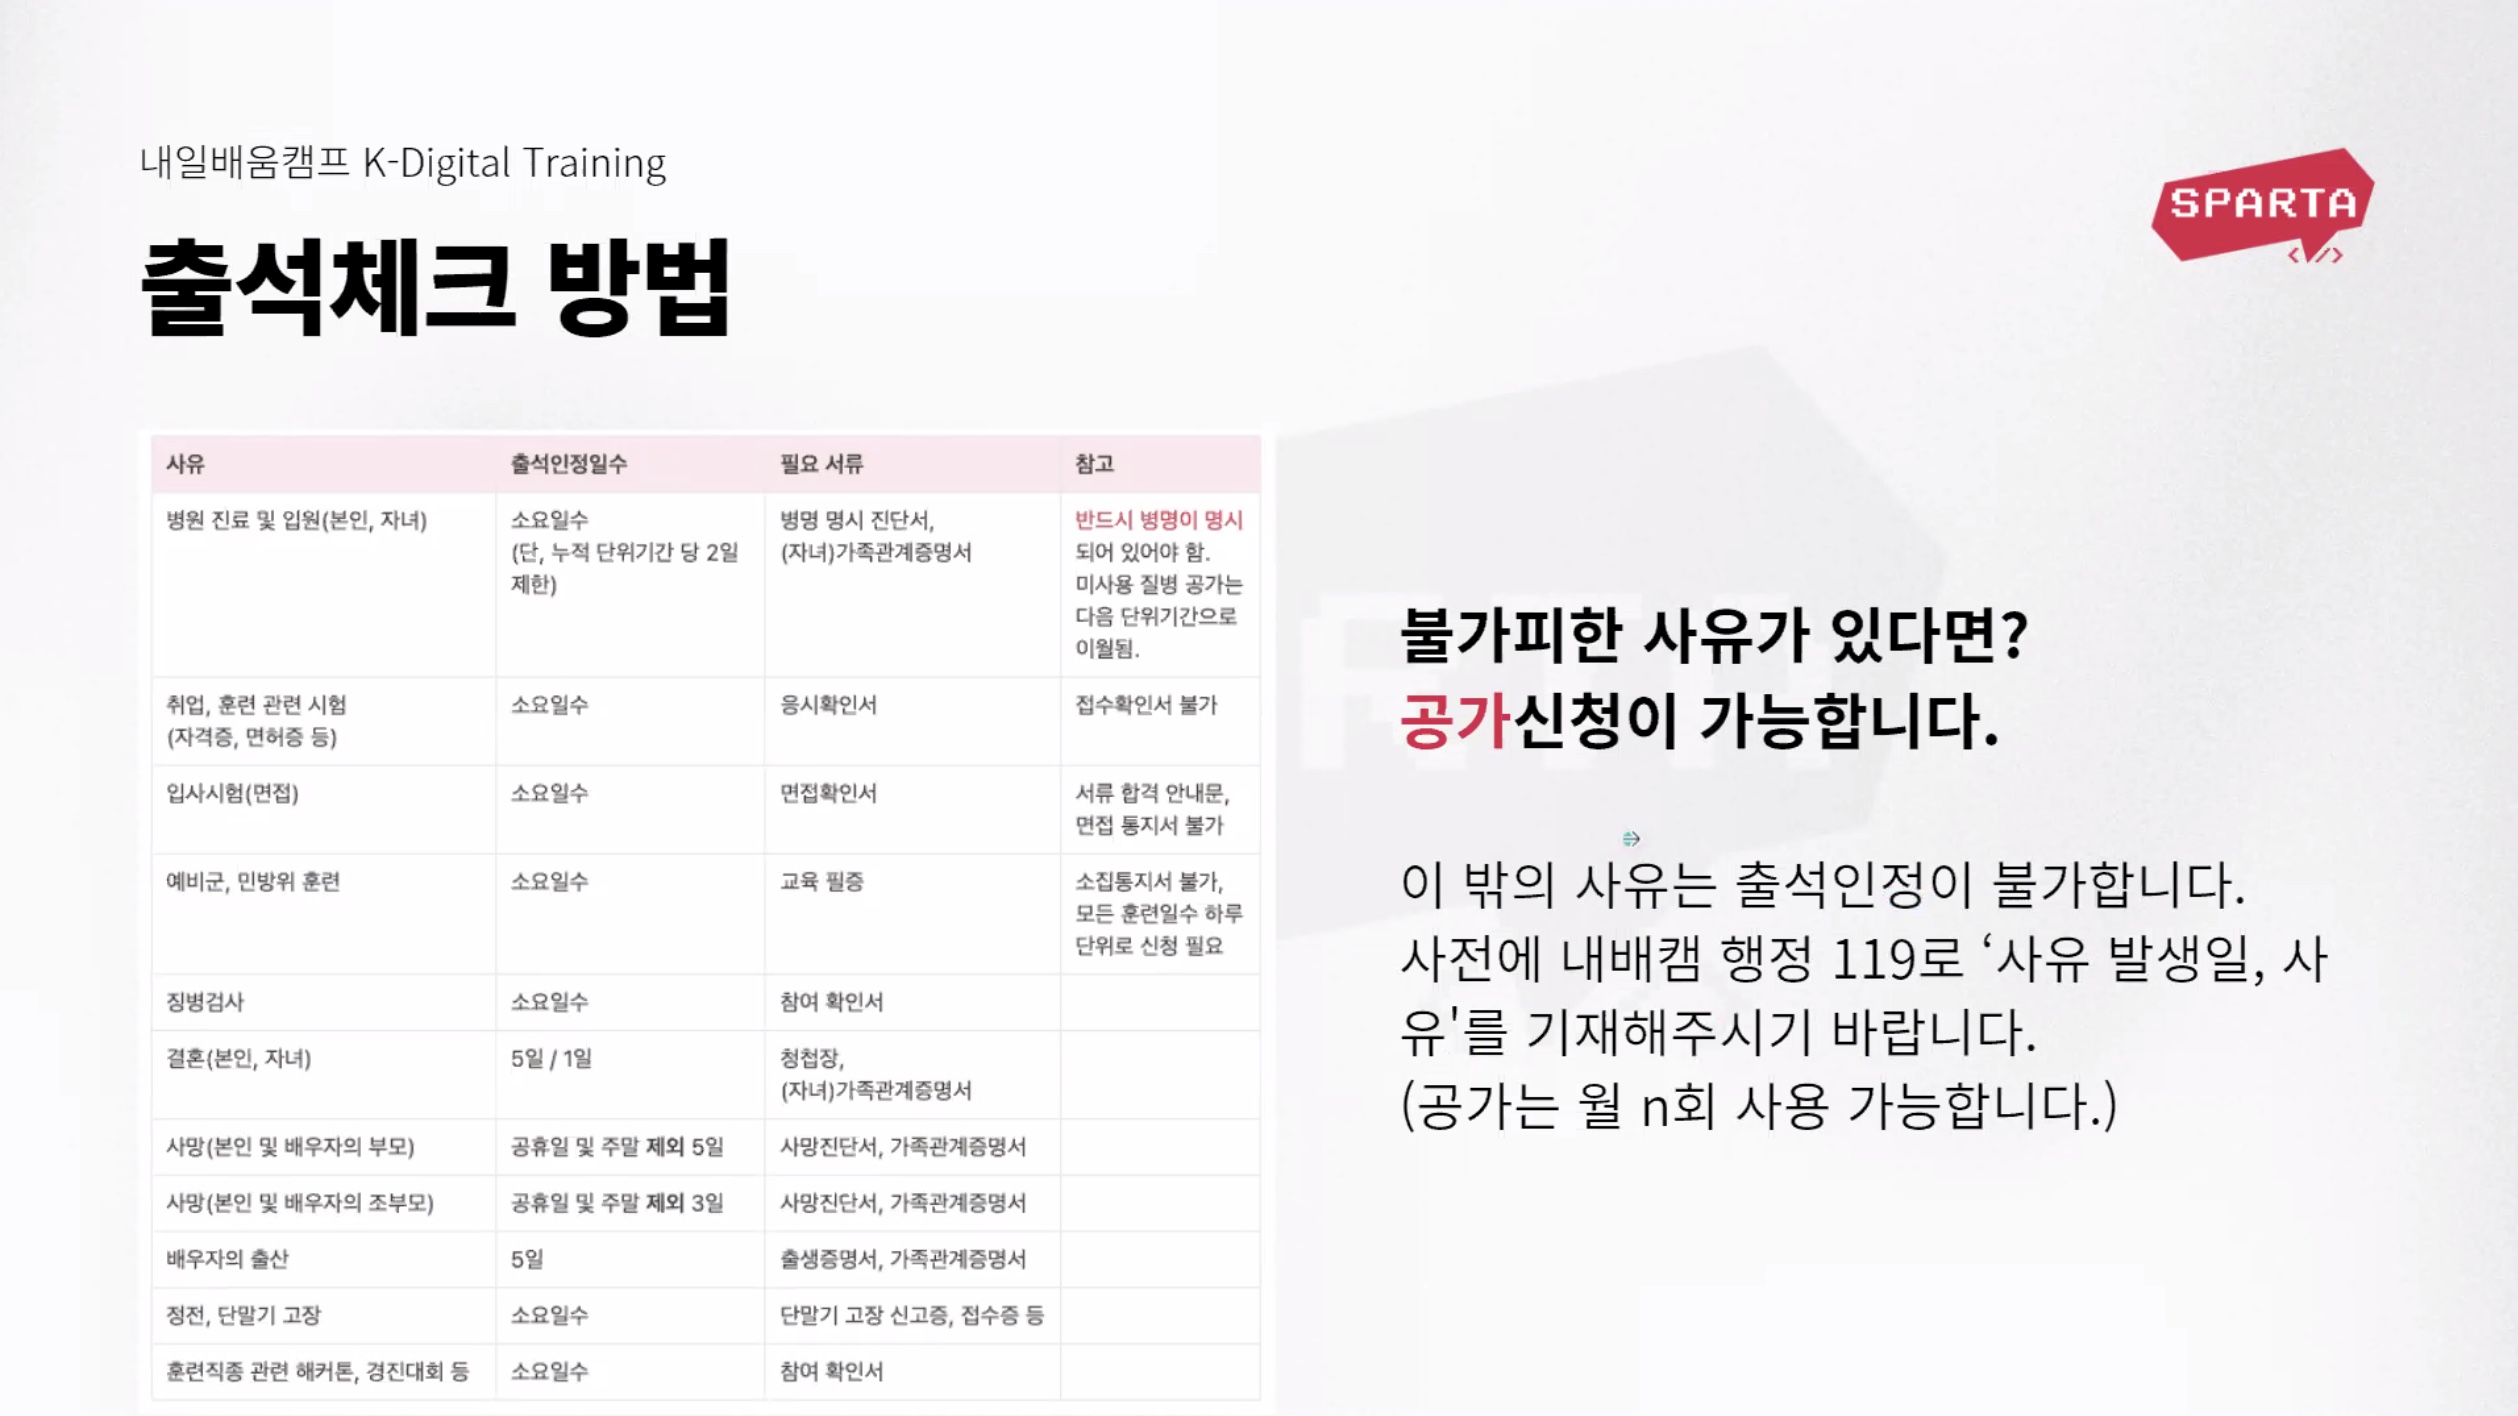 내일배움캠프 K-Digital Training
출석체크 방법
SPARTA
</>
사유 출석인정일수 필요 서류 참고
병원 진료 및 입원(본인, 자녀) 소요일수 병명 명시 진단서, 반드시 병명이 명시
(단, 누적 단위기간 당 2일 (자녀)가족관계증명서 되어 있어야 함.
제한) 미사용 질병 공가는
다음 단위기간으로
이월됨.
취업, 훈련 관련 시험 소요일수 응시확인서 접수확인서 불가
(자격증, 면허증 등)
입사시험(면접) 소요일수 면접확인서 서류 합격 안내문,
면접 통지서 불가
예비군, 민방위 훈련 소요일수 교육 필증 소집통지서 불가,
모든 훈련일수 하루
단위로 신청 필요
징병검사 소요일수 참여 확인서
결혼(본인, 자녀) 5일 / 1일 청첩장,
(자녀)가족관계증명서
사망(본인 및 배우자의 부모) 공휴일 및 주말 제외 5일 사망진단서, 가족관계증명서
사망(본인 및 배우자의 조부모) 공휴일 및 주말 제외 3일 사망진단서, 가족관계증명서
배우자의 출산 5일 출생증명서, 가족관계증명서
정전, 단말기 고장 소요일수 단말기 고장 신고증, 접수증 등
훈련직종 관련 해커톤, 경진대회 등 소요일수 참여 확인서
불가피한 사유가 있다면?
공가신청이 가능합니다.
이 밖의 사유는 출석인정이 불가합니다.
사전에 내배캠 행정 119로 ‘사유 발생일, 사
유'를 기재해주시기 바랍니다.
(공가는 월 n회 사용 가능합니다.)